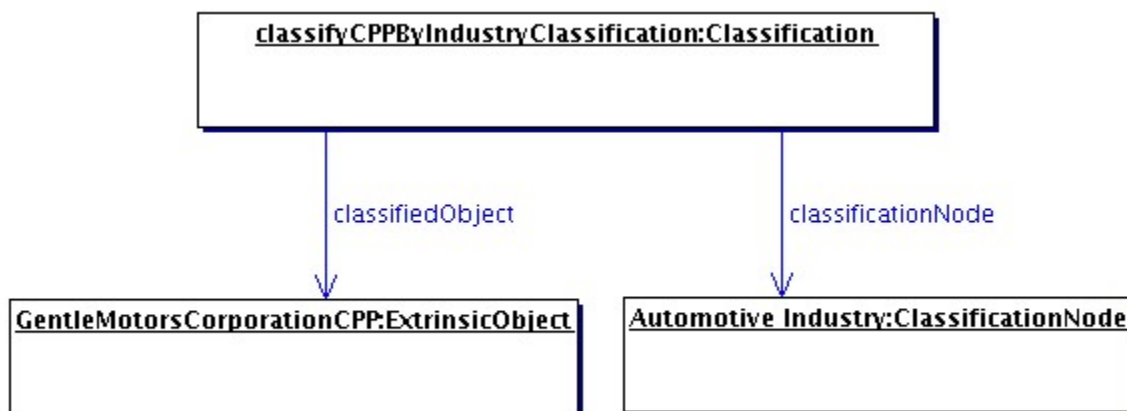 classifyCPPByIndustryClassification:Classification
classifiedObject
classificationNode
GentleMotorsCorporationCPP:ExtrinsicObject
Automotive Industry:ClassificationNode